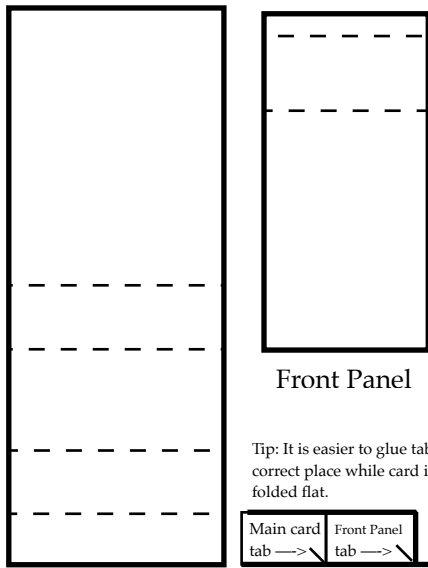 Front Panel
Tip: It is easier to glue
correct place while card
folded flat.
Main card
tab —->
Front Panel
tab —->